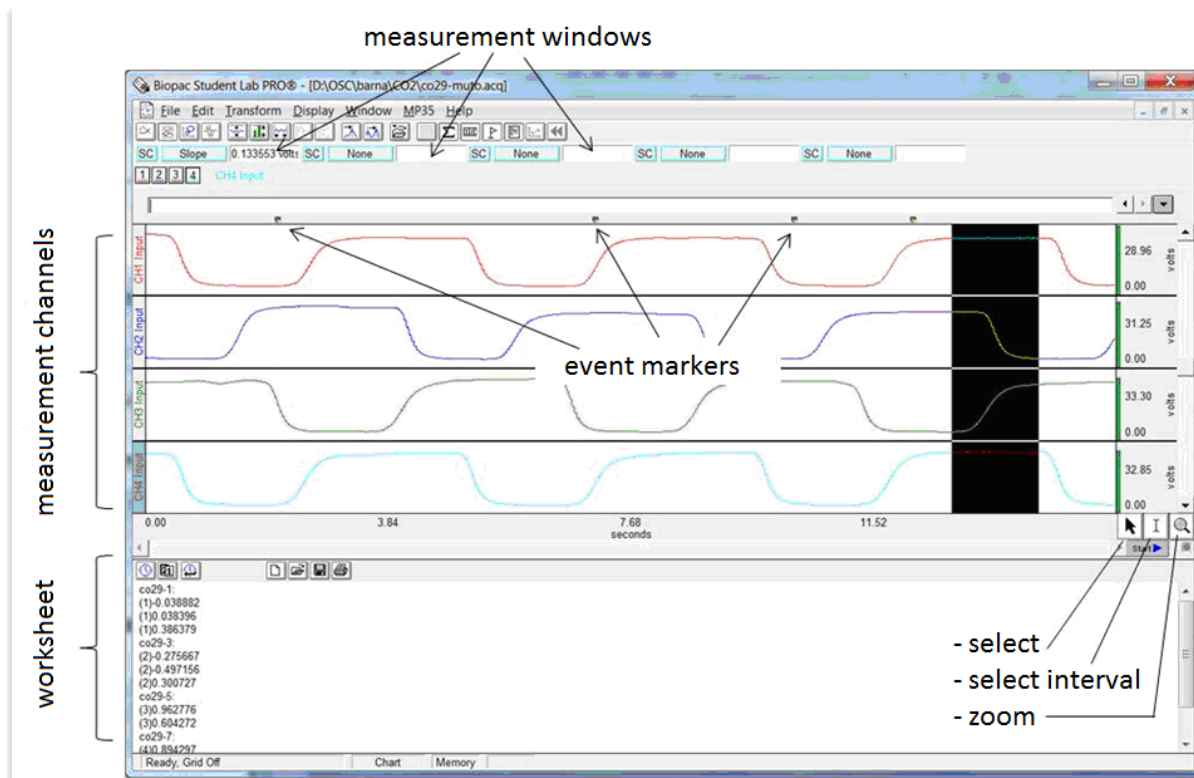 measurement windows
Biopac Student Lab PRO® - [D:\OSC\barna\CO2\co29-muto.acq]
File Edit Transform Display Window MP35 Help
SC Slope 0.133553 volts SC None SC None SC None SC None
1 2 3 4 CH4 Input
measurement channels
CH1 Input
28.96
0.00
volts
CH2 Input
31.25
0.00
volts
event markers
CH3 Input
33.30
0.00
volts
CH4 Input
32.85
0.00
volts
0.00 3.84 7.68 11.52
seconds
Start
worksheet
co29-1:
(1)-0.038882
(1)0.038396
(1)0.386379
co29-3:
(2)-0.275667
(2)-0.497156
(2)0.300727
co29-5:
(3)0.962776
(3)0.604272
co29-7:
(4)0.894297
- select
- select interval
- zoom
Ready, Grid Off Chart Memory